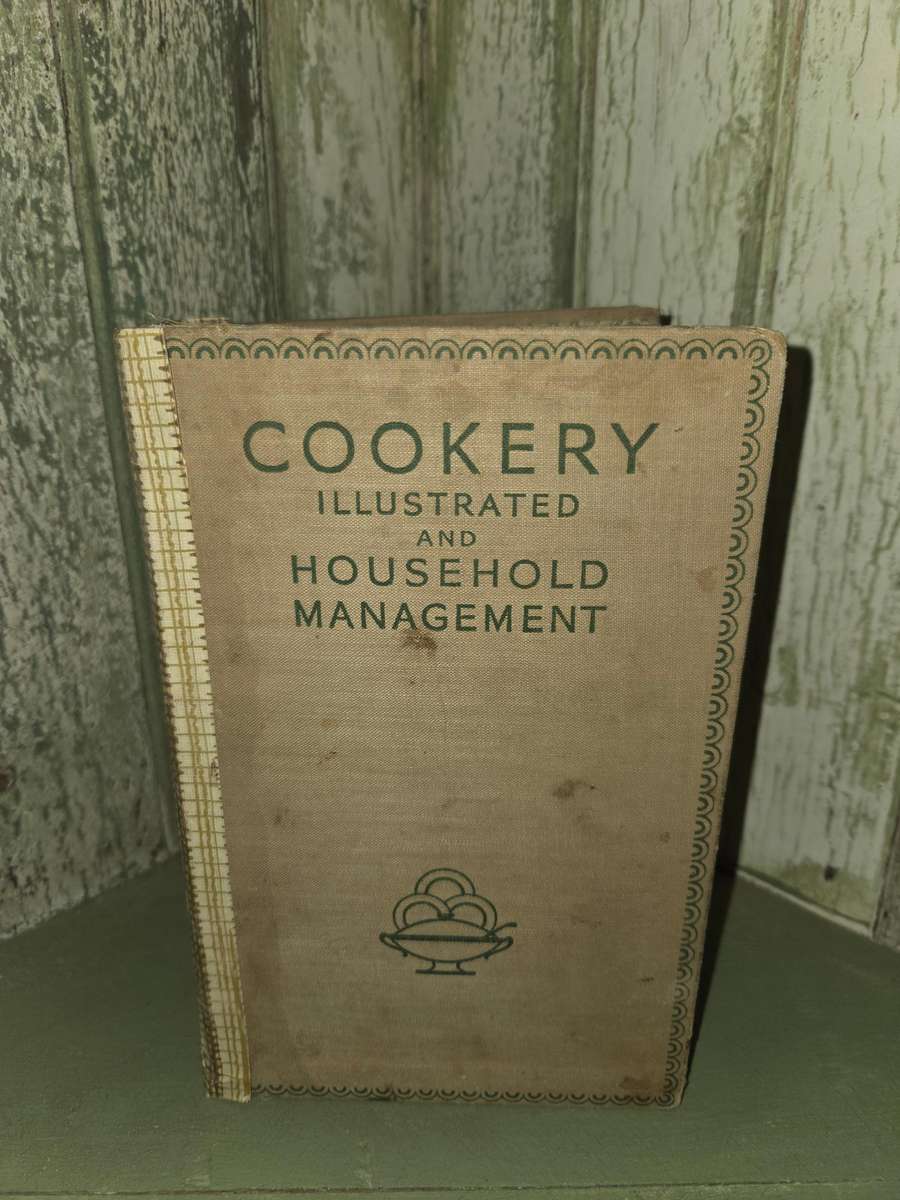 COOKERY
ILLUSTRATED
AND
HOUSEHOLD
MANAGEMENT